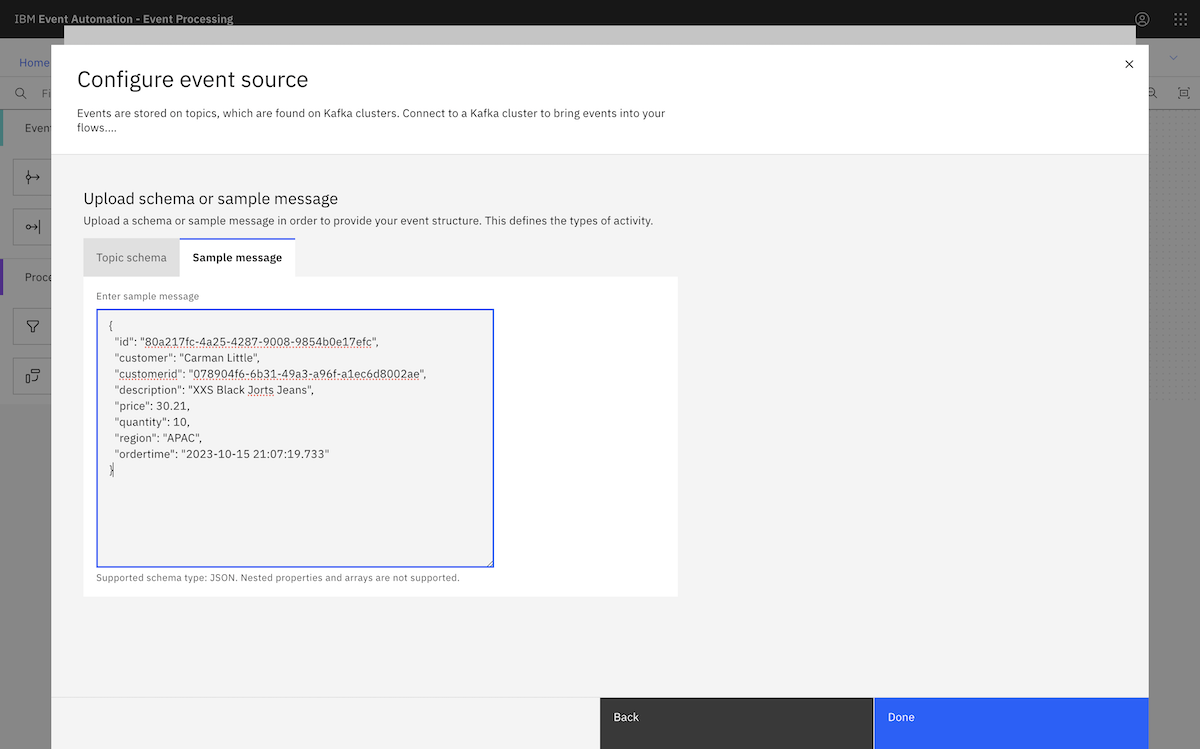 IBM Event Automation - Event Processing
Home
Configure event source
Events are stored on topics, which are found on Kafka clusters. Connect to a Kafka cluster to bring events into your
flows....
Upload schema or sample message
Upload a schema or sample message in order to provide your event structure. This defines the types of activity.
Topic schema
Sample message
Enter sample message
{
"id": "80a217fc-4a25-4287-9008-9854b0e17efc",
"customer": "Carman Little",
"customerid": "078904f6-6b31-49a3-a96f-a1ec6d8002ae",
"description": "XXS Black Jorts Jeans",
"price": 30.21,
"quantity": 10,
"region": "APAC",
"ordertime": "2023-10-15 21:07:19.733"
}
Supported schema type: JSON. Nested properties and arrays are not supported.
Back
Done